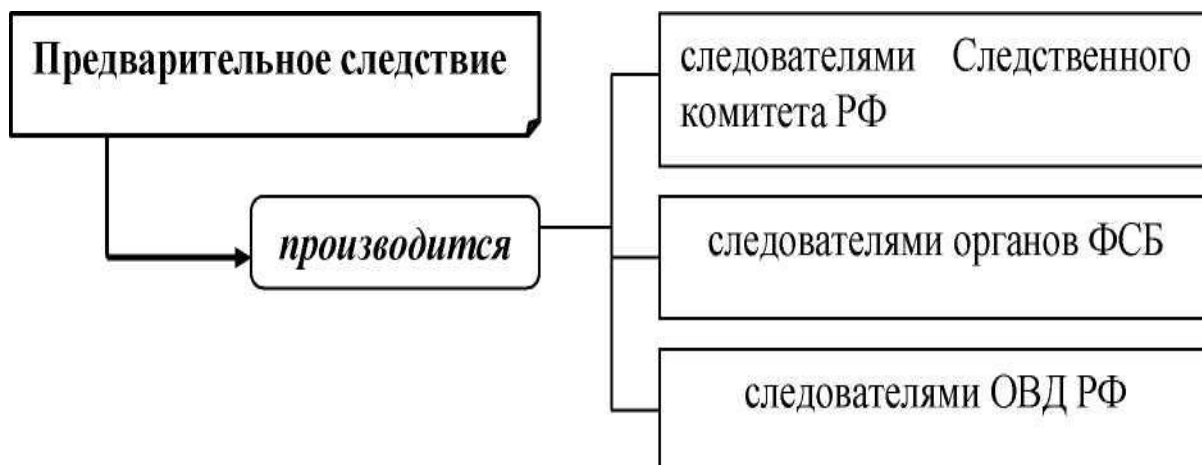 Предварительное следствие
производится
следователями Следственного
комитета РФ
следователями органов ФСБ
следователями ОВД РФ